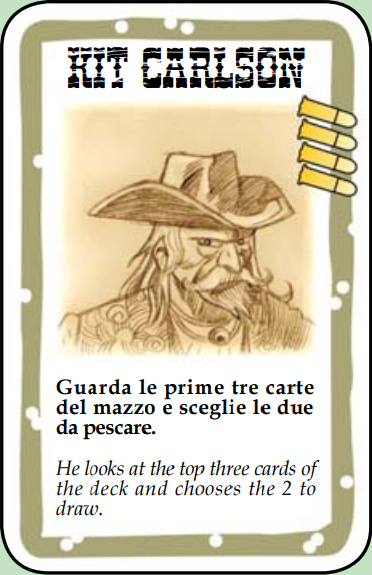 KIT CARLSON
Guarda le prime tre carte
del mazzo e sceglie le due
da pescare.
He looks at the top three cards of
the deck and chooses the 2 to
draw.